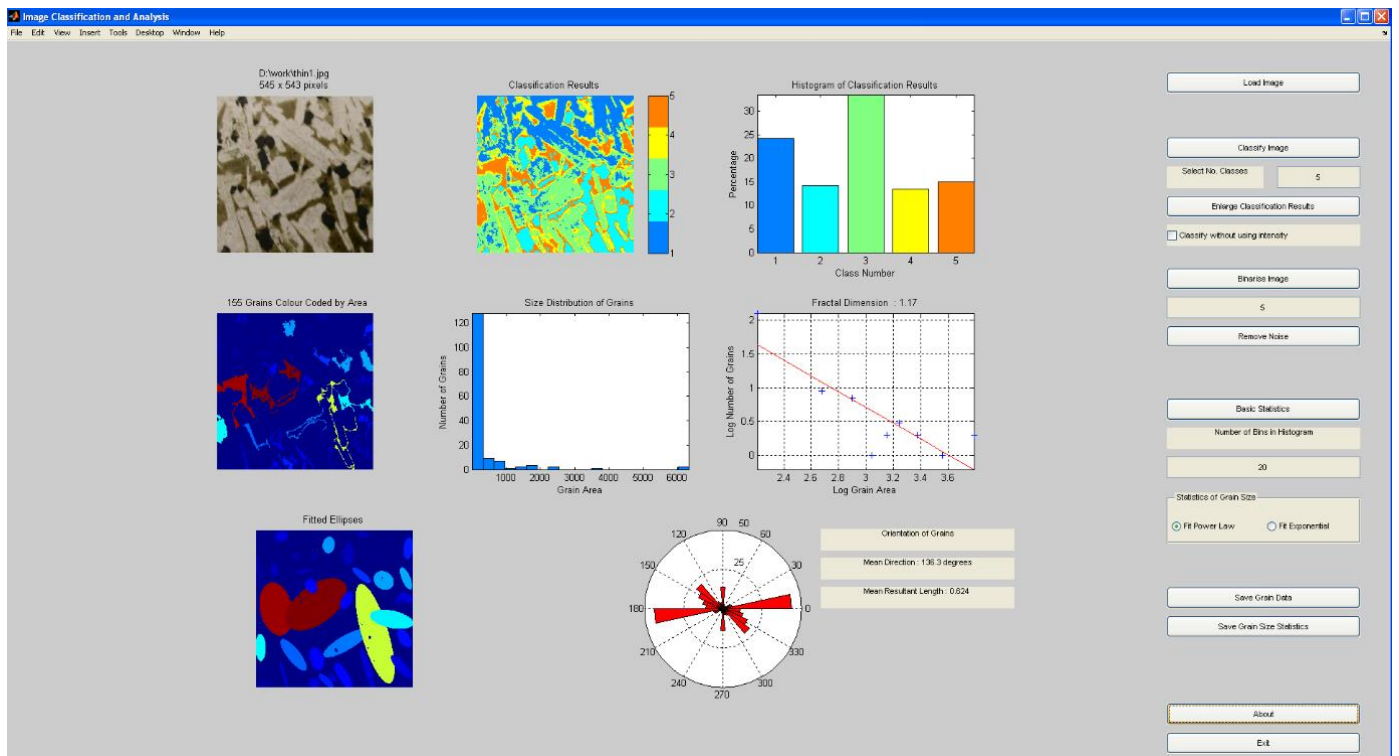 Image Classification and Analysis
File Edit View Insert Tools Desktop Window Help
D:\work\thin1.jpg
545 x 543 pixels
Classification Results
5
4
3
2
1
Histogram of Classification Results
Percentage
30
25
20
15
10
5
0
1 2 3 4 5
Class Number
155 Grains Colour Coded by Area
Size Distribution of Grains
Number of Grains
120
100
80
60
40
20
0
1000 2000 3000 4000 5000 6000
Grain Area
Fractal Dimension : 1.17
Log Number of Grains
2
1.5
1
0.5
0
2.4 2.6 2.8 3 3.2 3.4 3.6
Log Grain Area
Fitted Ellipses
90 50
120 60
25
150 30
180 0
210 330
240 300
270
Orientation of Grains
Mean Direction : 136.3 degrees
Mean Resultant Length : 0.624
Load Image
Classify Image
Select No. Classes 5
Enlarge Classification Results
Classify without using intensity
Binarise Image
5
Remove Noise
Basic Statistics
Number of Bins in Histogram
20
Statistics of Grain Size
Fit Power Law Fit Exponential
Save Grain Data
Save Grain Size Statistics
About
Exit